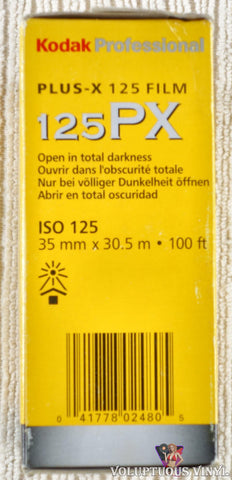 Kodak Professional
PLUS-X 125 FILM
125PX
Open in total darkness
Ouvrir dans l'obscurité totale
Nur bei völliger Dunkelheit öffnen
Abrir en total oscuridad
ISO 125
35 mm x 30.5 m • 100 ft
0 41778 02480 5
VOLUPTUOUS VINYL